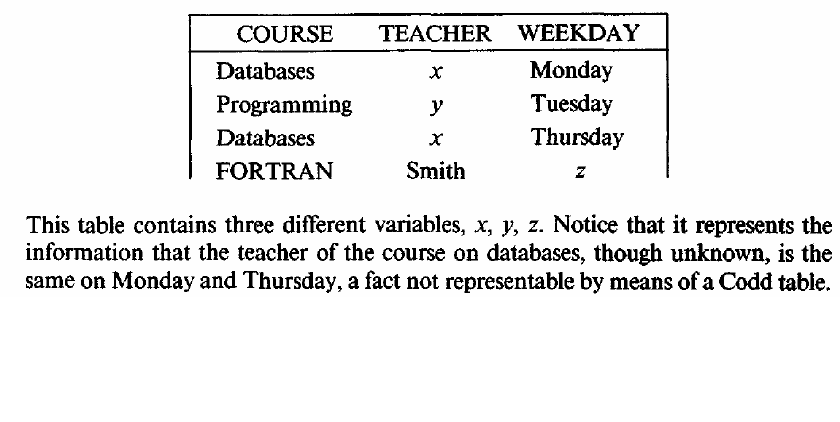 COURSE TEACHER WEEKDAY
Databases x Monday
Programming y Tuesday
Databases x Thursday
FORTRAN Smith z
This table contains three different variables, x, y, z. Notice that it represents the
information that the teacher of the course on databases, though unknown, is the
same on Monday and Thursday, a fact not representable by means of a Codd table.